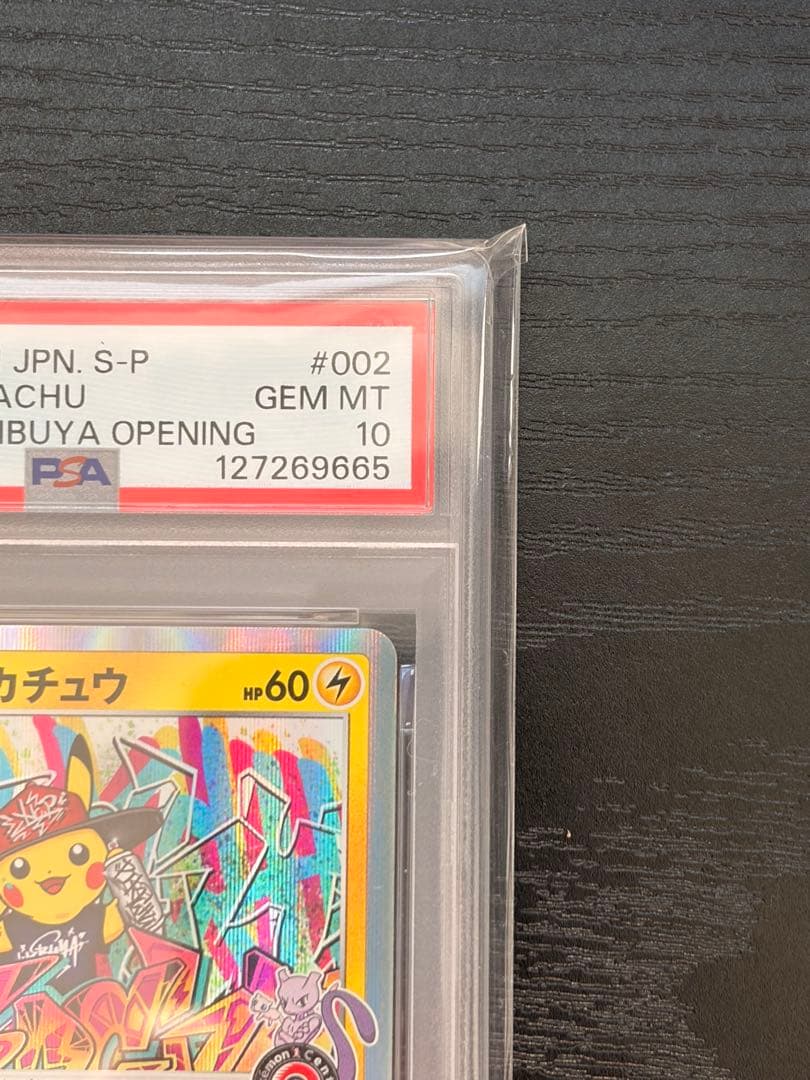 JPN. S-P #002
ACHU GEM MT
IBUYA OPENING 10
PSA 127269665
カチュウ HP60